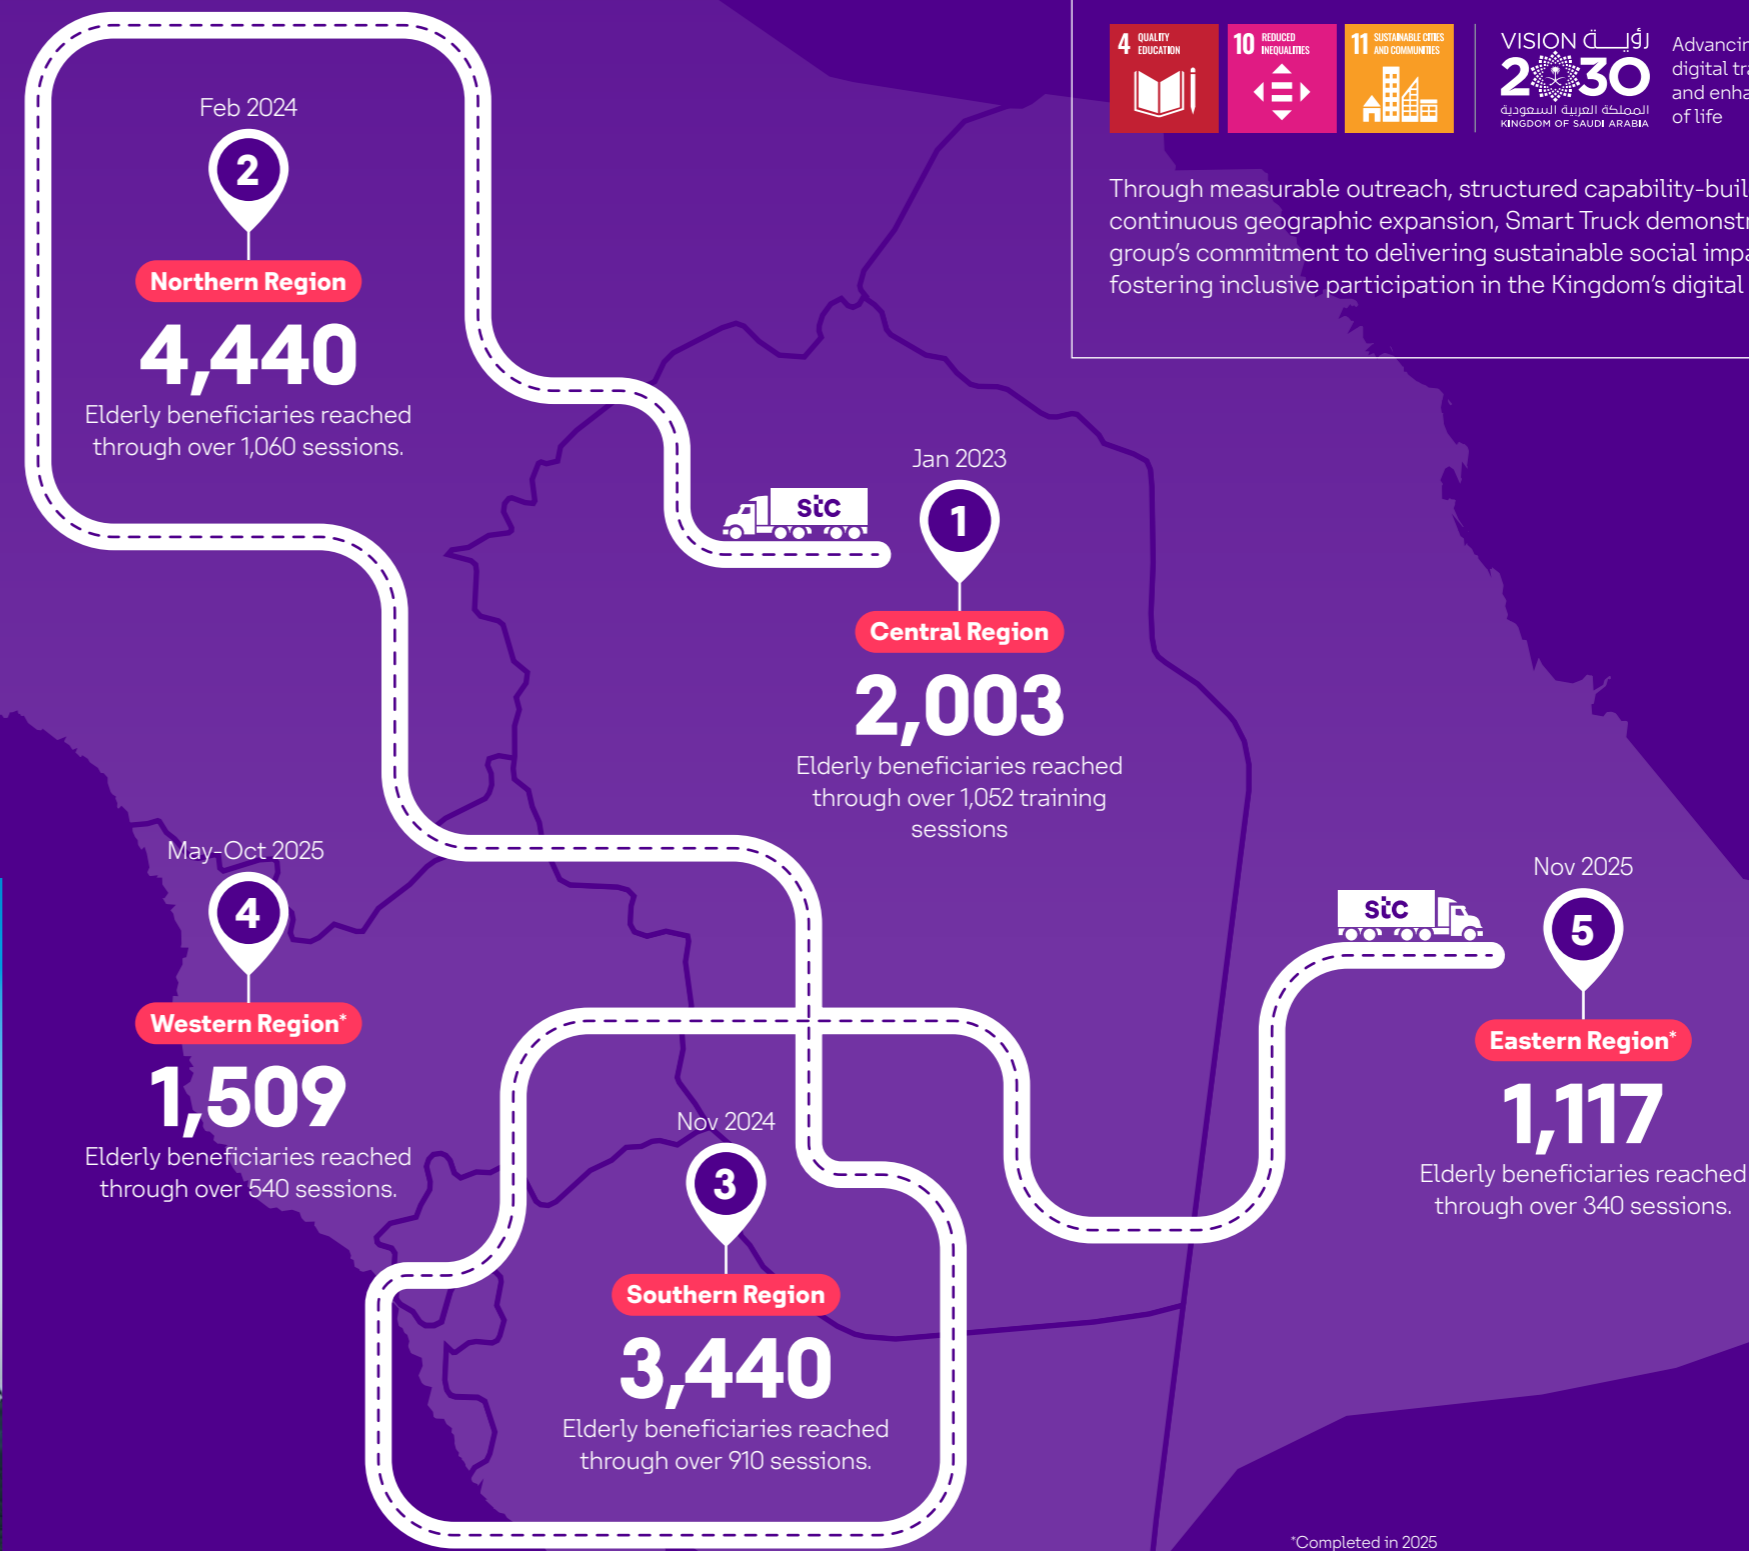 4 QUALITY
EDUCATION
10 REDUCED
INEQUALITIES
11 SUSTAINABLE CITIES
AND COMMUNITIES
VISION رؤيــة
2030
المملكة العربية السعودية
KINGDOM OF SAUDI ARABIA
digital
and
of life
Through measurable outreach, structured
continuous geographic expansion, Smart Truck
group's commitment to delivering sustainable social
fostering inclusive participation in the Kingdom's digital
Feb 2024
2
Northern Region
4,440
Elderly beneficiaries reached
through over 1,060 sessions.
stc
Jan 2023
1
Central Region
2,003
Elderly beneficiaries reached
through over 1,052 training
sessions
May-Oct 2025
4
Western Region*
1,509
Elderly beneficiaries reached
through over 540 sessions.
Nov 2024
3
Southern Region
3,440
Elderly beneficiaries reached
through over 910 sessions.
stc
Nov 2025
5
Eastern Region*
1,117
Elderly beneficiaries reached
through over 340 sessions.
*Completed in 2025